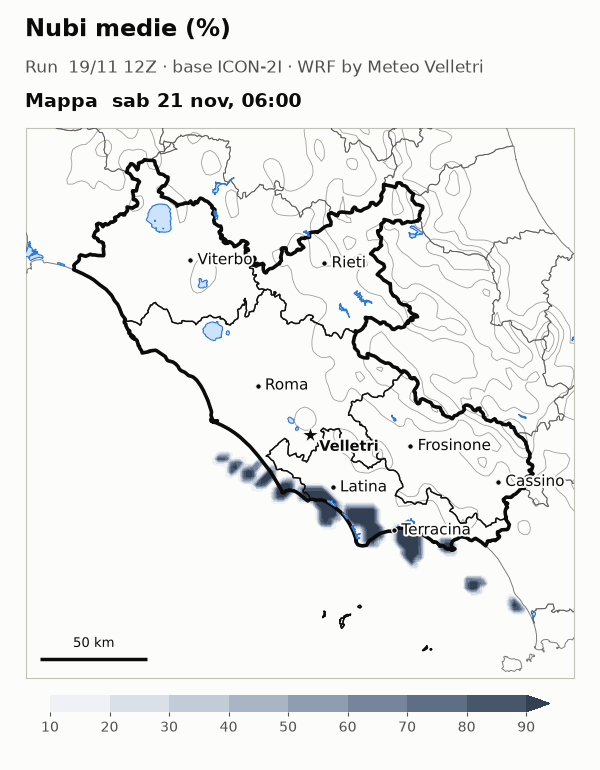 Nubi medie (%)
Run 19/11 12Z · base ICON-2I · WRF by Meteo Velletri
Mappa sab 21 nov, 06:00
Viterbo
Rieti
Roma
Velletri
Frosinone
Cassino
Latina
Terracina
50 km
10 20 30 40 50 60 70 80 90